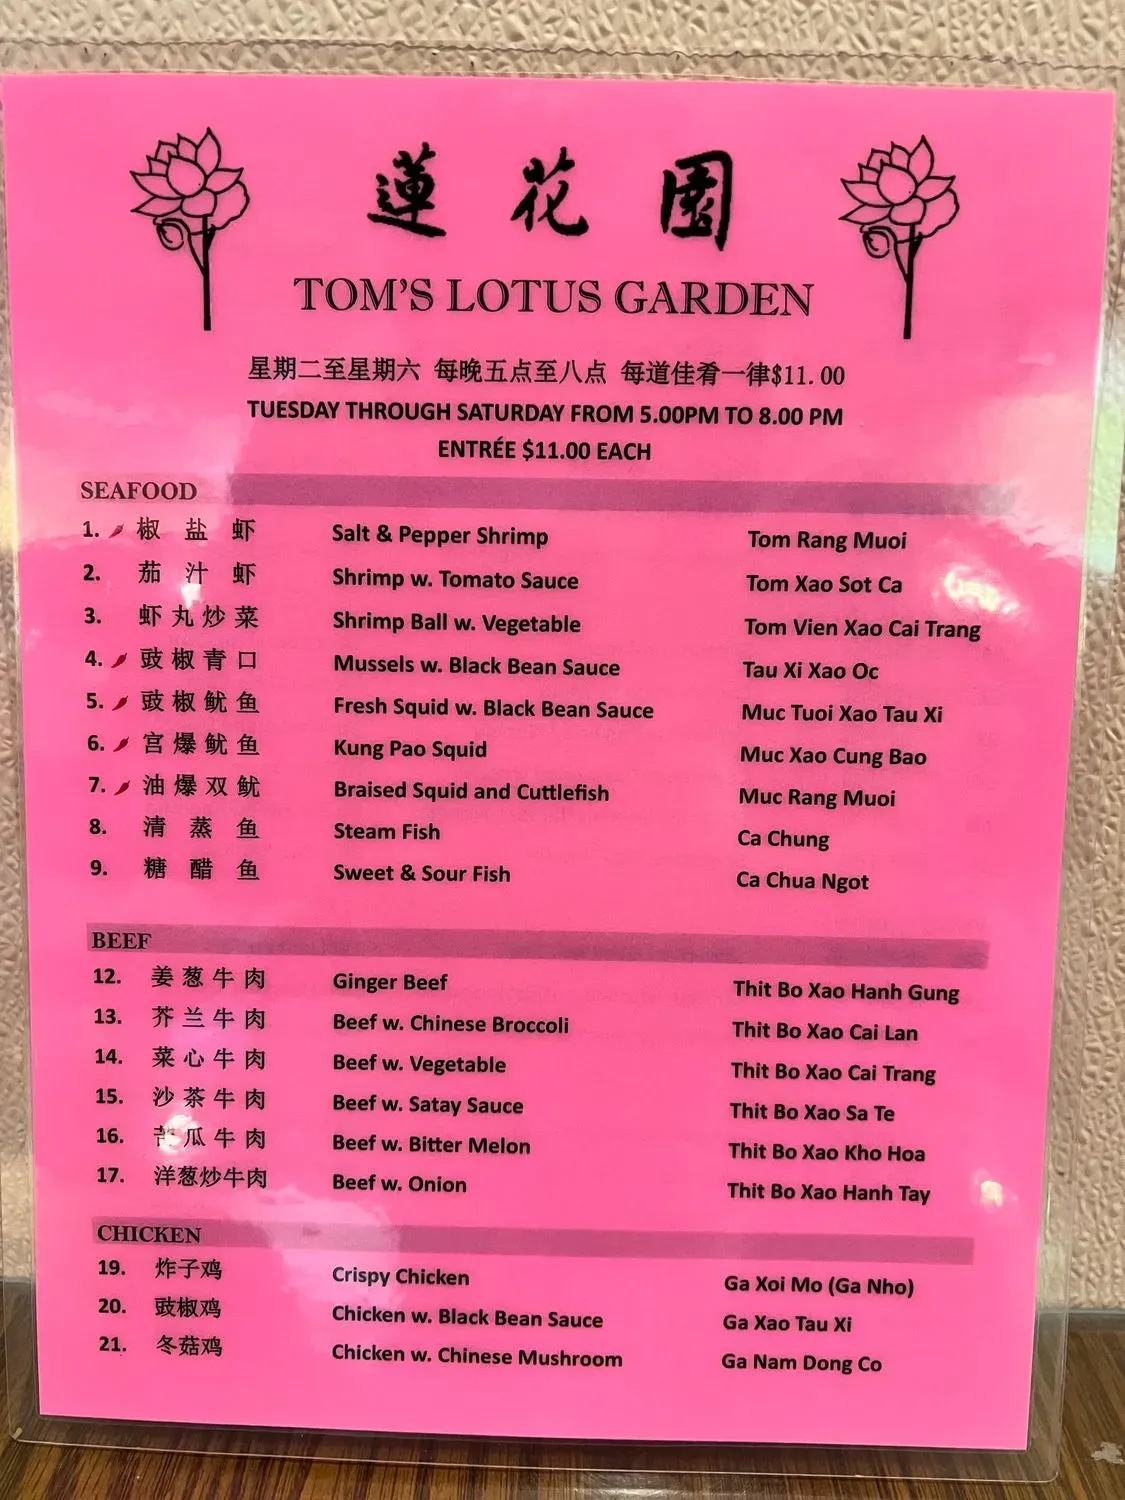 蓮花園
TOM'S LOTUS GARDEN
星期二至星期六 每晚五点至八点 每道佳肴一律$11.00
TUESDAY THROUGH SATURDAY FROM 5.00PM TO 8.00 PM
ENTRÉE $11.00 EACH
SEAFOOD
1. 椒盐虾 Salt & Pepper Shrimp Tom Rang Muoi
2. 茄汁虾 Shrimp w. Tomato Sauce Tom Xao Sot Ca
3. 虾丸炒菜 Shrimp Ball w. Vegetable Tom Vien Xao Cai Trang
4. 豉椒青口 Mussels w. Black Bean Sauce Tau Xi Xao Oc
5. 豉椒鱿鱼 Fresh Squid w. Black Bean Sauce Muc Tuoi Xao Tau Xi
6. 宫爆鱿鱼 Kung Pao Squid Muc Xao Cung Bao
7. 油爆双鱿 Braised Squid and Cuttlefish Muc Rang Muoi
8. 清蒸鱼 Steam Fish Ca Chung
9. 糖醋鱼 Sweet & Sour Fish Ca Chua Ngot
BEEF
12. 姜葱牛肉 Ginger Beef Thit Bo Xao Hanh Gung
13. 芥兰牛肉 Beef w. Chinese Broccoli Thit Bo Xao Cai Lan
14. 菜心牛肉 Beef w. Vegetable Thit Bo Xao Cai Trang
15. 沙茶牛肉 Beef w. Satay Sauce Thit Bo Xao Sa Te
16. 苦瓜牛肉 Beef w. Bitter Melon Thit Bo Xao Kho Hoa
17. 洋葱炒牛肉 Beef w. Onion Thit Bo Xao Hanh Tay
CHICKEN
19. 炸子鸡 Crispy Chicken Ga Xoi Mo (Ga Nho)
20. 豉椒鸡 Chicken w. Black Bean Sauce Ga Xao Tau Xi
21. 冬菇鸡 Chicken w. Chinese Mushroom Ga Nam Dong Co